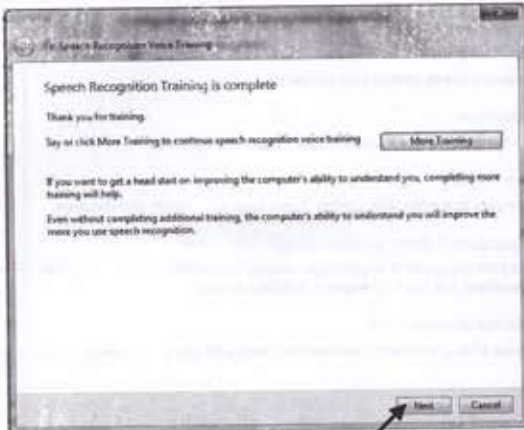 Speech Recognition Voice Training
Speech Recognition Training is complete
Thank you for training.
Say or click More Training to continue speech recognition voice training
More Training
If you want to get a head start on improving the computer's ability to understand you, completing more
training will help.
Even without completing additional training, the computer's ability to understand you will improve the
more you use speech recognition.
Next
Cancel